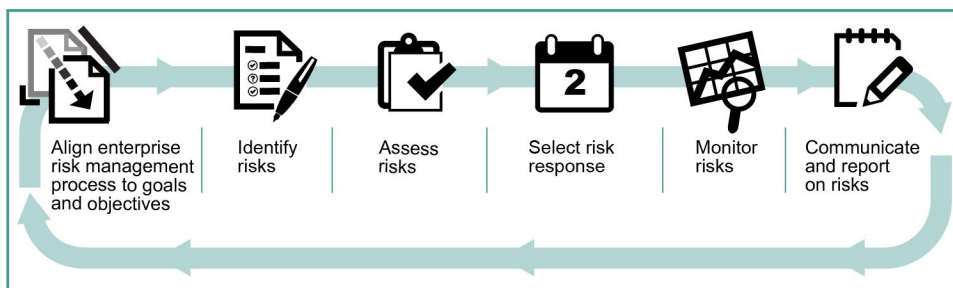 2
Align enterprise
risk management
process to goals
and objectives
Identify
risks
Assess
risks
Select risk
response
Monitor
risks
Communicate
and report
on risks